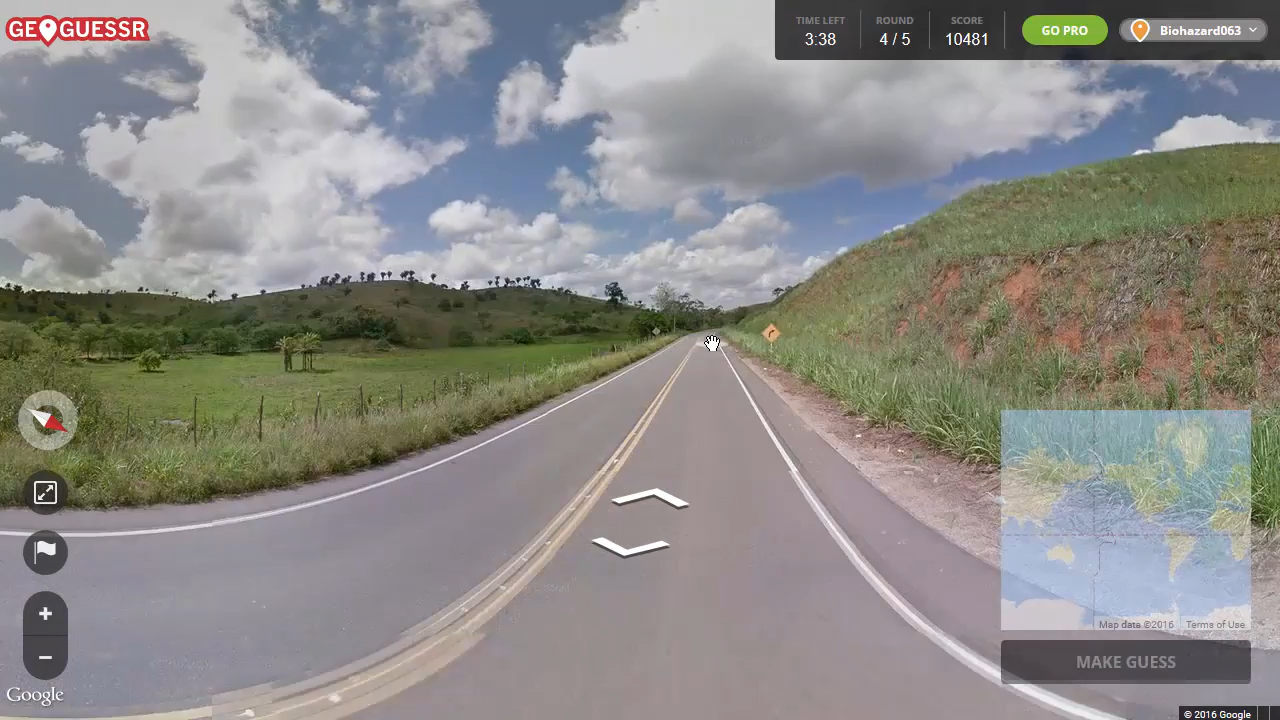 GEOGUESSR
TIME LEFT
3:38
ROUND
4 / 5
SCORE
10481
GO PRO
Biohazard063
Map data ©2016
Terms of Use
MAKE GUESS
Google
© 2016 Google